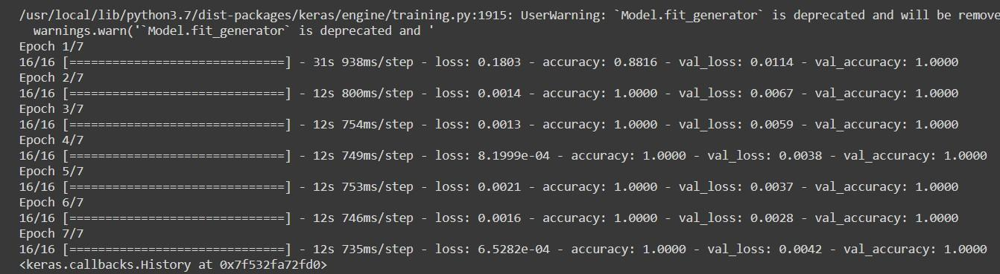 /usr/local/lib/python3.7/dist-packages/keras/engine/training.py:1915: UserWarning: `Model.fit_generator` is deprecated and will be remove
warnings.warn('`Model.fit_generator` is deprecated and '
Epoch 1/7
16/16 [==============================] - 31s 938ms/step - loss: 0.1803 - accuracy: 0.8816 - val_loss: 0.0114 - val_accuracy: 1.0000
Epoch 2/7
16/16 [==============================] - 12s 800ms/step - loss: 0.0014 - accuracy: 1.0000 - val_loss: 0.0067 - val_accuracy: 1.0000
Epoch 3/7
16/16 [==============================] - 12s 754ms/step - loss: 0.0013 - accuracy: 1.0000 - val_loss: 0.0059 - val_accuracy: 1.0000
Epoch 4/7
16/16 [==============================] - 12s 749ms/step - loss: 8.1999e-04 - accuracy: 1.0000 - val_loss: 0.0038 - val_accuracy: 1.0000
Epoch 5/7
16/16 [==============================] - 12s 753ms/step - loss: 0.0021 - accuracy: 1.0000 - val_loss: 0.0037 - val_accuracy: 1.0000
Epoch 6/7
16/16 [==============================] - 12s 746ms/step - loss: 0.0016 - accuracy: 1.0000 - val_loss: 0.0028 - val_accuracy: 1.0000
Epoch 7/7
16/16 [==============================] - 12s 735ms/step - loss: 6.5282e-04 - accuracy: 1.0000 - val_loss: 0.0042 - val_accuracy: 1.0000
<keras.callbacks.History at 0x7f532fa72fd0>